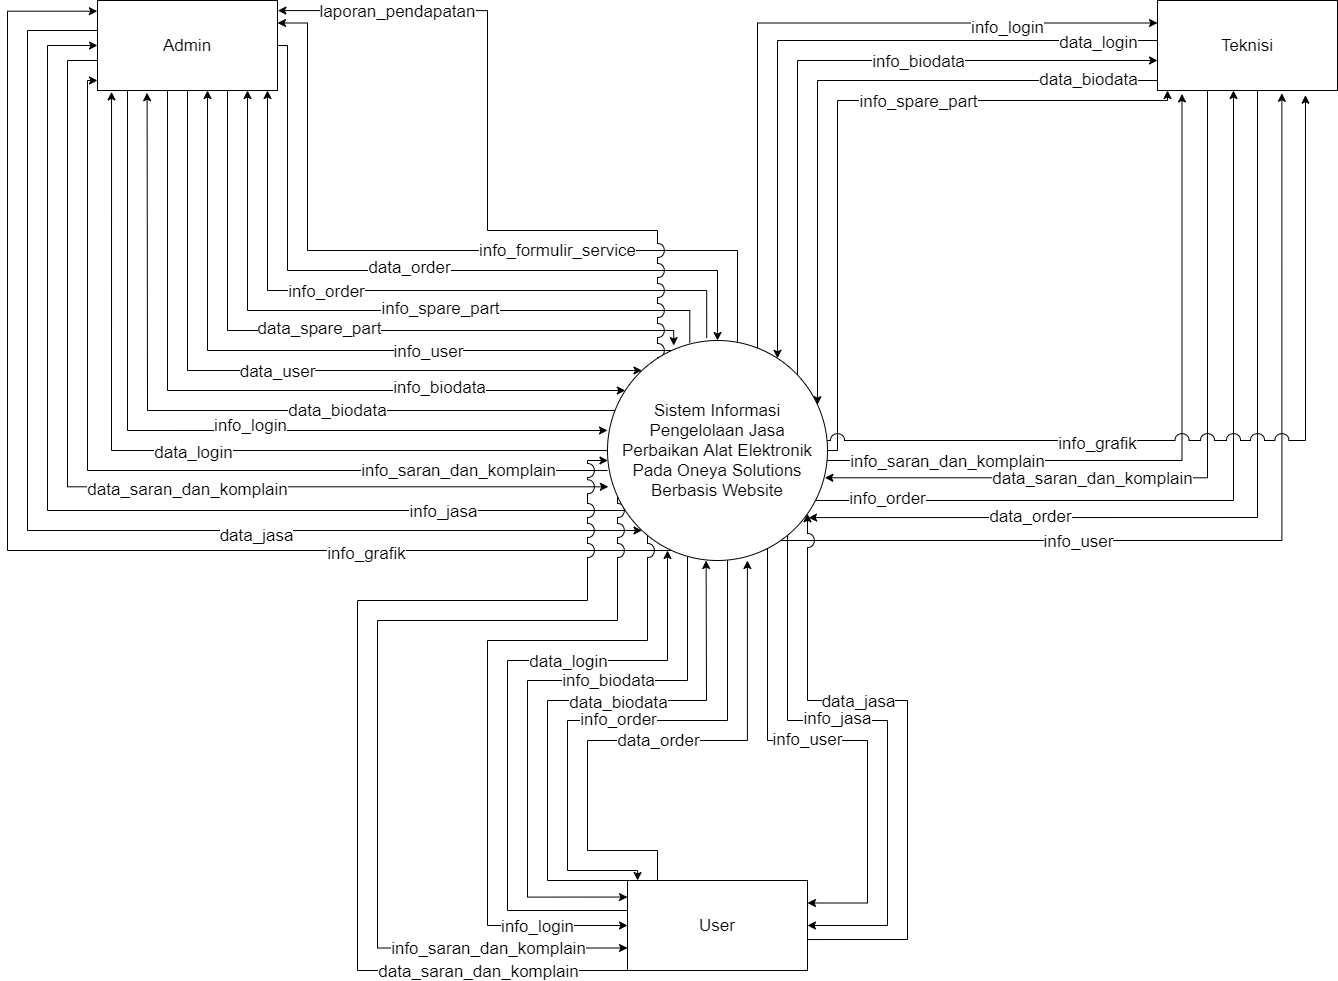 laporan_pendapatan
Admin
info_login
data_login
info_biodata
data_biodata
info_spare_part
Teknisi
info_formulir_service
data_order
info_order
info_spare_part
data_spare_part
info_user
data_user
info_biodata
data_biodata
info_login
data_login
info_saran_dan_komplain
data_saran_dan_komplain
info_jasa
data_jasa
info_grafik
Sistem Informasi
Pengelolaan Jasa
Perbaikan Alat Elektronik
Pada Oneya Solutions
Berbasis Website
info_grafik
info_saran_dan_komplain
data_saran_dan_komplain
info_order
data_order
info_user
data_login
info_biodata
data_biodata
info_order
data_order
data_jasa
info_jasa
info_user
User
info_login
info_saran_dan_komplain
data_saran_dan_komplain